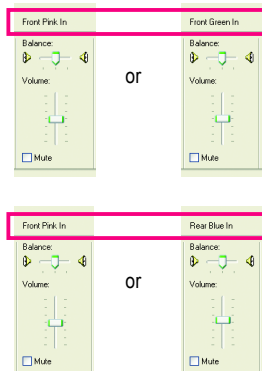 Front Pink In
Balance:
Volume:
Mute
or
Front Green In
Balance:
Volume:
Mute
Front Pink In
Balance:
Volume:
Mute
or
Rear Blue In
Balance:
Volume:
Mute